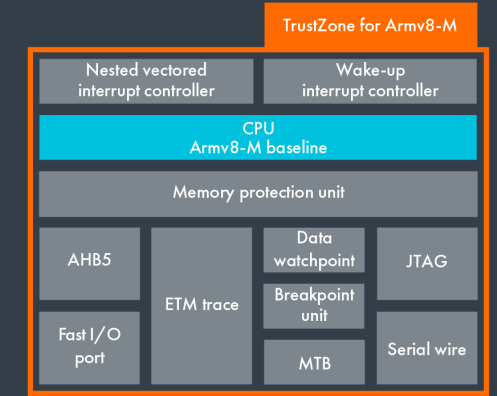 TrustZone for Armv8-M
Nested vectored
interrupt controller
Wake-up
interrupt controller
CPU
Armv8-M baseline
Memory protection unit
AHB5
ETM trace
Data
watchpoint
JTAG
Breakpoint
unit
Fast I/O
port
MTB
Serial wire